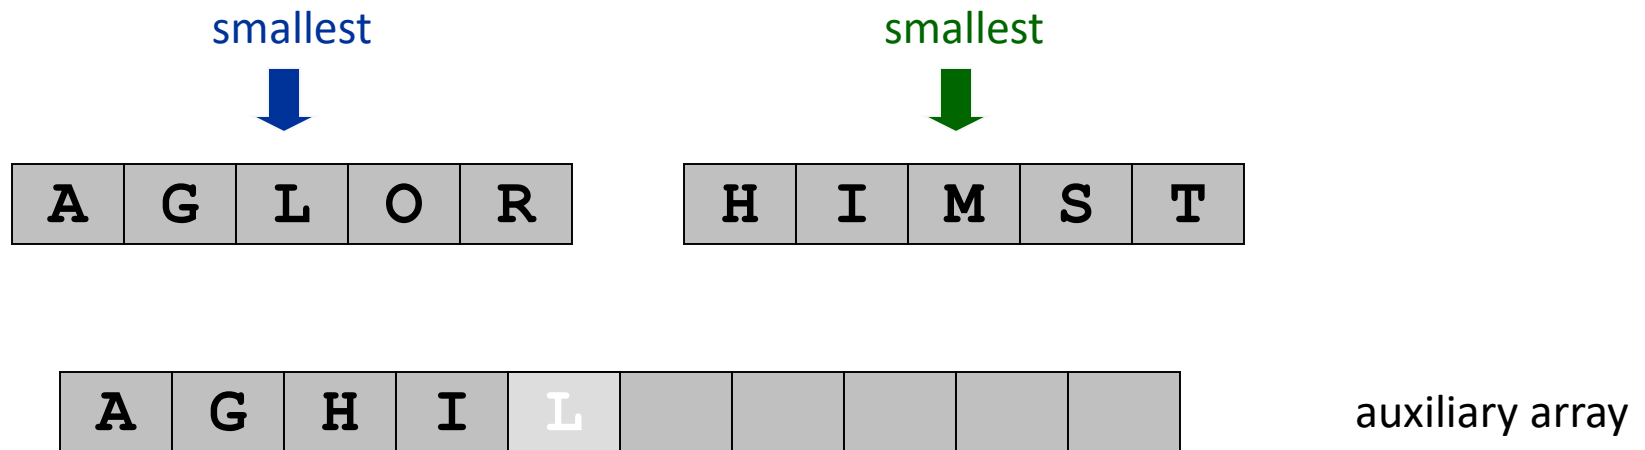 smallest smallest
A G L O R H I M S T
A G H I L auxiliary array